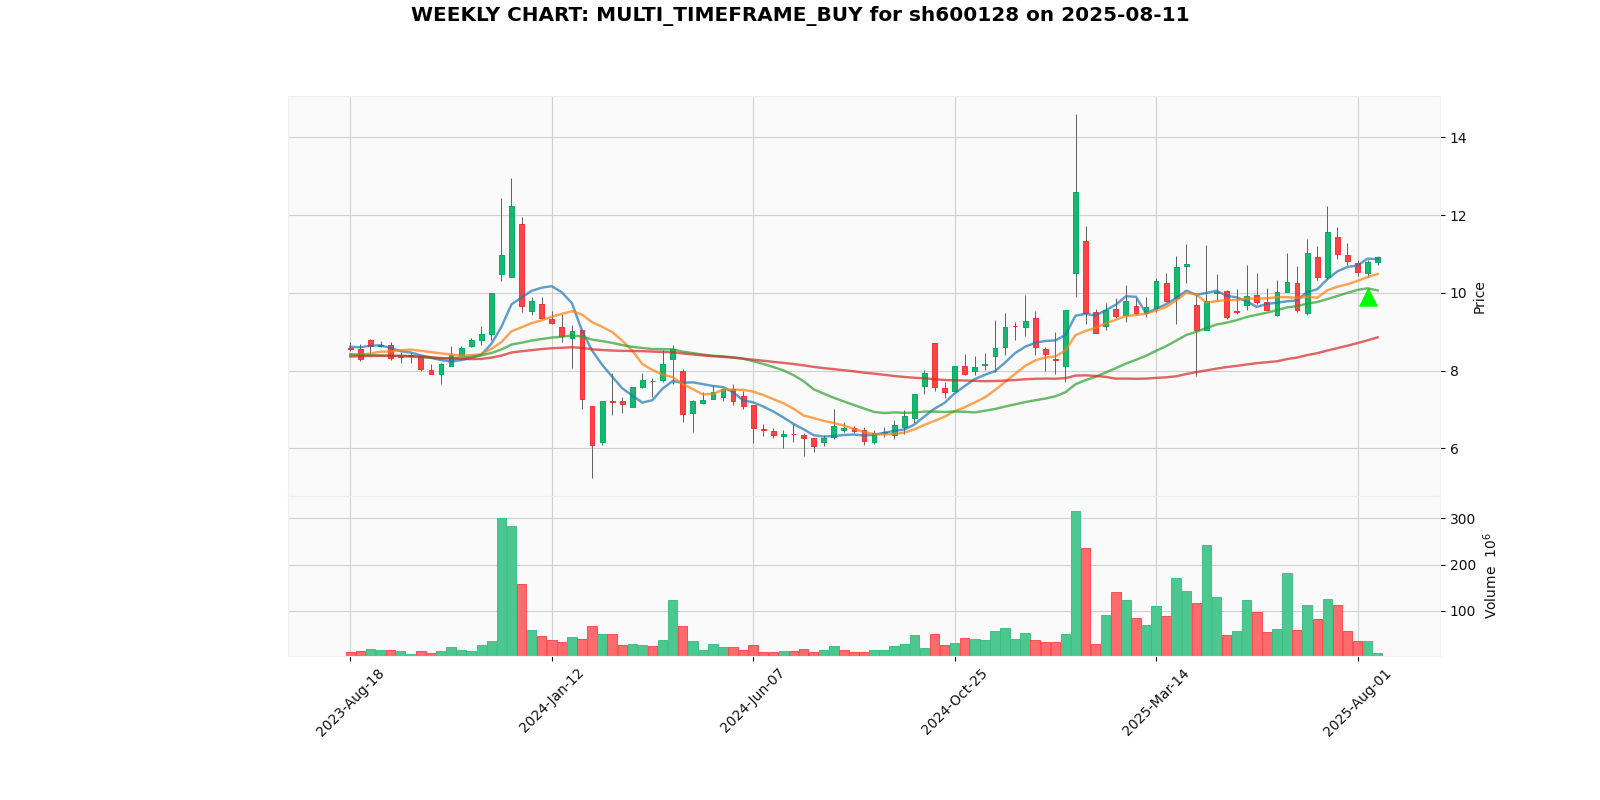 WEEKLY CHART: MULTI_TIMEFRAME_BUY for sh600128 on 2025-08-11
14
12
10
8
6
Price
300
200
100
Volume 10⁶
2023-Aug-18
2024-Jan-12
2024-Jun-07
2024-Oct-25
2025-Mar-14
2025-Aug-01